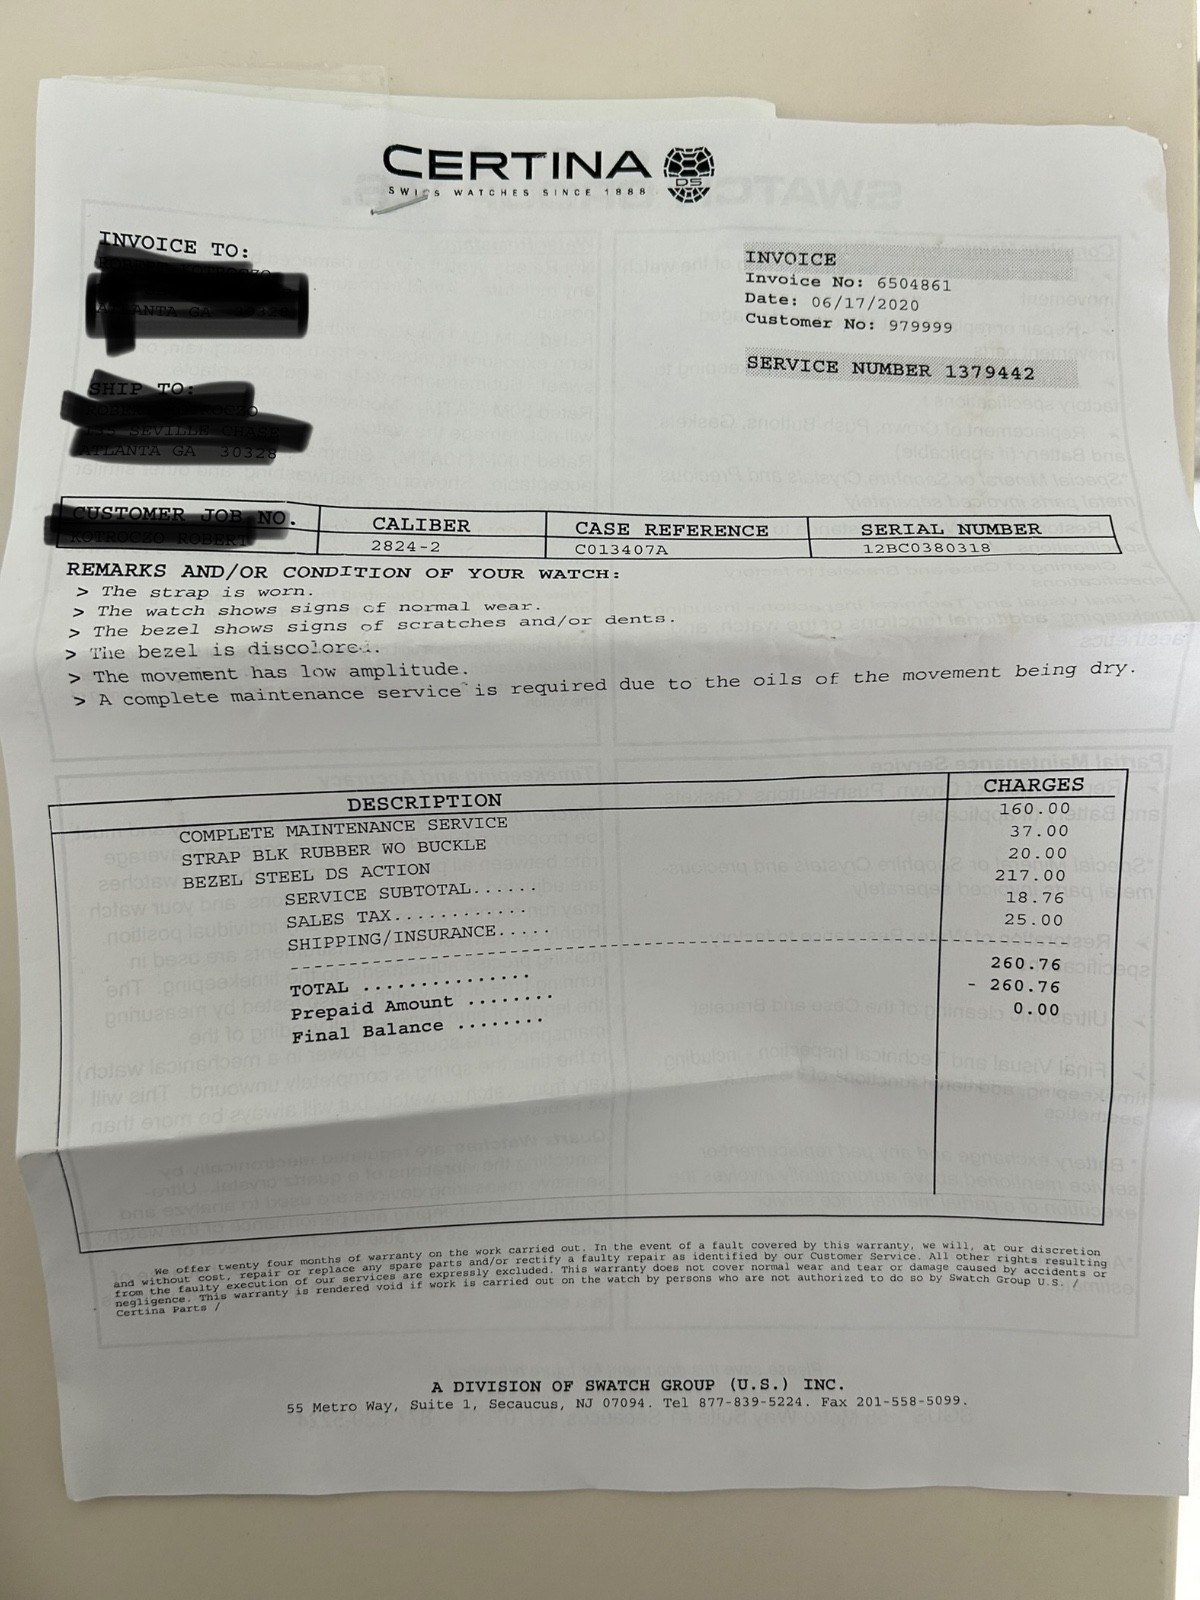 CERTINA DS
SWISS WATCHES SINCE 1888
INVOICE TO:
INVOICE
Invoice No: 6504861
Date: 06/17/2020
Customer No: 979999
SERVICE NUMBER 1379442
SHIP TO:
CUSTOMER JOB NO. CALIBER CASE REFERENCE SERIAL NUMBER
2824-2 C013407A 12BC0380318
REMARKS AND/OR CONDITION OF YOUR WATCH:
> The strap is worn.
> The watch shows signs of normal wear.
> The bezel shows signs of scratches and/or dents.
> The bezel is discolored.
> The movement has low amplitude.
> A complete maintenance service is required due to the oils of the movement being dry.
DESCRIPTION CHARGES
COMPLETE MAINTENANCE SERVICE 160.00
STRAP BLK RUBBER WO BUCKLE 37.00
BEZEL STEEL DS ACTION 20.00
SERVICE SUBTOTAL...... 217.00
SALES TAX............ 18.76
SHIPPING/INSURANCE..... 25.00
TOTAL ............... 260.76
Prepaid Amount ........ - 260.76
Final Balance ........ 0.00
We offer twenty four months of warranty on the work carried out. In the event of a fault covered by this warranty, we will, at our discretion
and without cost, repair or replace any spare parts and/or rectify a faulty repair as identified by our Customer Service. All other rights resulting
from the faulty execution of our services are expressly excluded. This warranty does not cover normal wear and tear or damage caused by accidents or
negligence. This warranty is rendered void if work is carried out on the watch by persons who are not authorized to do so by Swatch Group U.S. /
Certina Parts /
A DIVISION OF SWATCH GROUP (U.S.) INC.
55 Metro Way, Suite 1, Secaucus, NJ 07094. Tel 877-839-5224. Fax 201-558-5099.